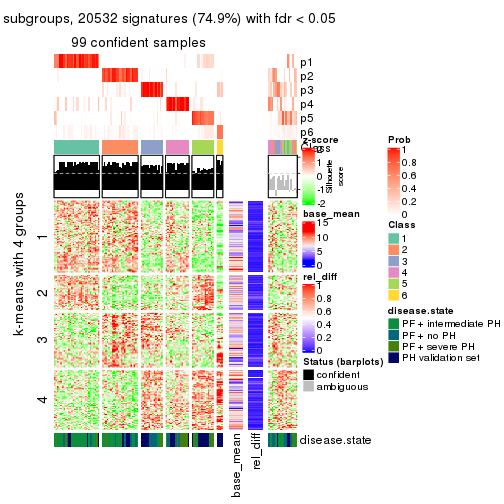 subgroups, 20532 signatures (74.9%) with fdr < 0.05
99 confident samples
p1
p2
p3
p4
p5
p6
Class
Silhouette
score
k-means with 4 groups
1
2
3
4
base_mean
rel_diff
disease.state
z-score
2
1
0
-1
-2
base_mean
15
10
5
0
rel_diff
1
0.8
0.6
0.4
0.2
0
Status (barplots)
confident
ambiguous
Prob
1
0.8
0.6
0.4
0.2
0
Class
1
2
3
4
5
6
disease.state
PF+ intermediate PH
PF+ no PH
PF+ severe PH
PH validation set